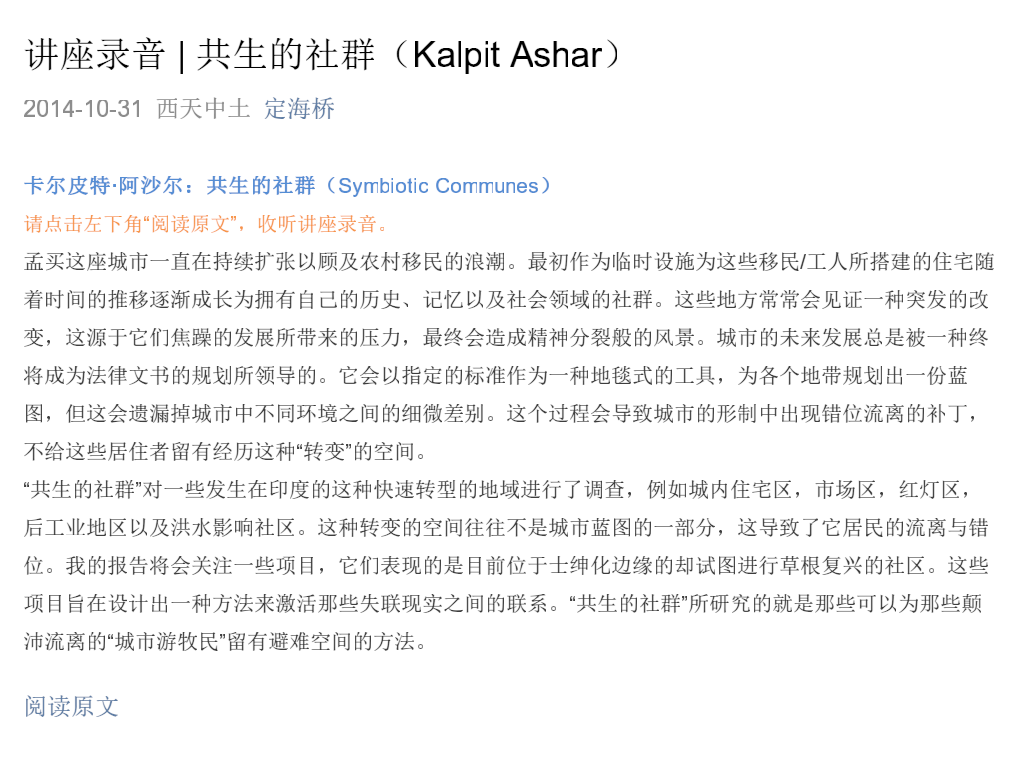 讲座录音 | 共生的社群（Kalpit Ashar）
2014-10-31 西天中土 定海桥
卡尔皮特·阿沙尔：共生的社群（Symbiotic Communes）
请点击左下角“阅读原文”，收听讲座录音。
孟买这座城市一直在持续扩张以顾及农村移民的浪潮。最初作为临时设施为这些移民/工人所搭建的住宅随
着时间的推移逐渐成长为拥有自己的历史、记忆以及社会领域的社群。这些地方常常会见证一种突发的改
变，这源于它们焦躁的发展所带来的压力，最终会造成精神分裂般的风景。城市的未来发展总是被一种终
将成为法律文书的规划所领导的。它会以指定的标准作为一种地毯式的工具，为各个地带规划出一份蓝
图，但这会遗漏掉城市中不同环境之间的细微差别。这个过程会导致城市的形制中出现错位流离的补丁，
不给这些居住者留有经历这种“转变”的空间。
“共生的社群”对一些发生在印度的这种快速转型的地域进行了调查，例如城内住宅区，市场区，红灯区，
后工业地区以及洪水影响社区。这种转变的空间往往不是城市蓝图的一部分，这导致了它居民的流离与错
位。我的报告将会关注一些项目，它们表现的是目前位于士绅化边缘的却试图进行草根复兴的社区。这些
项目旨在设计出一种方法来激活那些失联现实之间的联系。“共生的社群”所研究的就是那些可以为那些颠
沛流离的“城市游牧民”留有避难空间的方法。
阅读原文